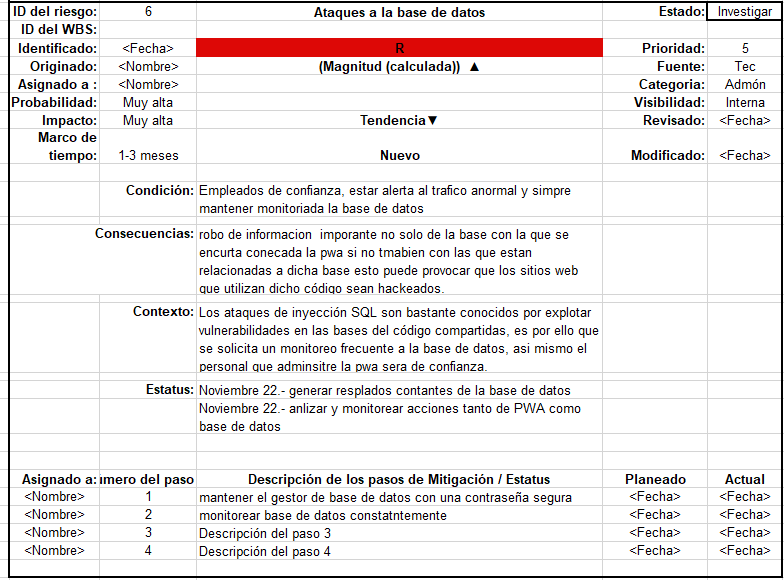 ID del riesgo: 6 Ataques a la base de datos Estado: Investigar
ID del WBS:
Identificado: <Fecha> R Prioridad: 5
Originado: <Nombre> (Magnitud (calculada)) ▲ Fuente: Tec
Asignado a : <Nombre> Categoria: Admón
Probabilidad: Muy alta Visibilidad: Interna
Impacto: Muy alta Tendencia▼ Revisado: <Fecha>
Marco de
tiempo: 1-3 meses Nuevo Modificado: <Fecha>
Condición: Empleados de confianza, estar alerta al trafico anormal y simpre
mantener monitoriada la base de datos
Consecuencias: robo de informacion imporante no solo de la base con la que se
encurta conecada la pwa si no tmabien con las que estan
relacionadas a dicha base esto puede provocar que los sitios web
que utilizan dicho código sean hackeados.
Contexto: Los ataques de inyección SQL son bastante conocidos por explotar
vulnerabilidades en las bases del código compartidas, es por ello que
se solicita un monitoreo frecuente a la base de datos, asi mismo el
personal que adminsitre la pwa sera de confianza.
Estatus: Noviembre 22.- generar resplados contantes de la base de datos
Noviembre 22.- anlizar y monitorear acciones tanto de PWA como
base de datos
Asignado a: úmero del paso Descripción de los pasos de Mitigación / Estatus Planeado Actual
<Nombre> 1 mantener el gestor de base de datos con una contraseña segura <Fecha> <Fecha>
<Nombre> 2 monitorear base de datos constatntemente <Fecha> <Fecha>
<Nombre> 3 Descripción del paso 3 <Fecha> <Fecha>
<Nombre> 4 Descripción del paso 4 <Fecha> <Fecha>